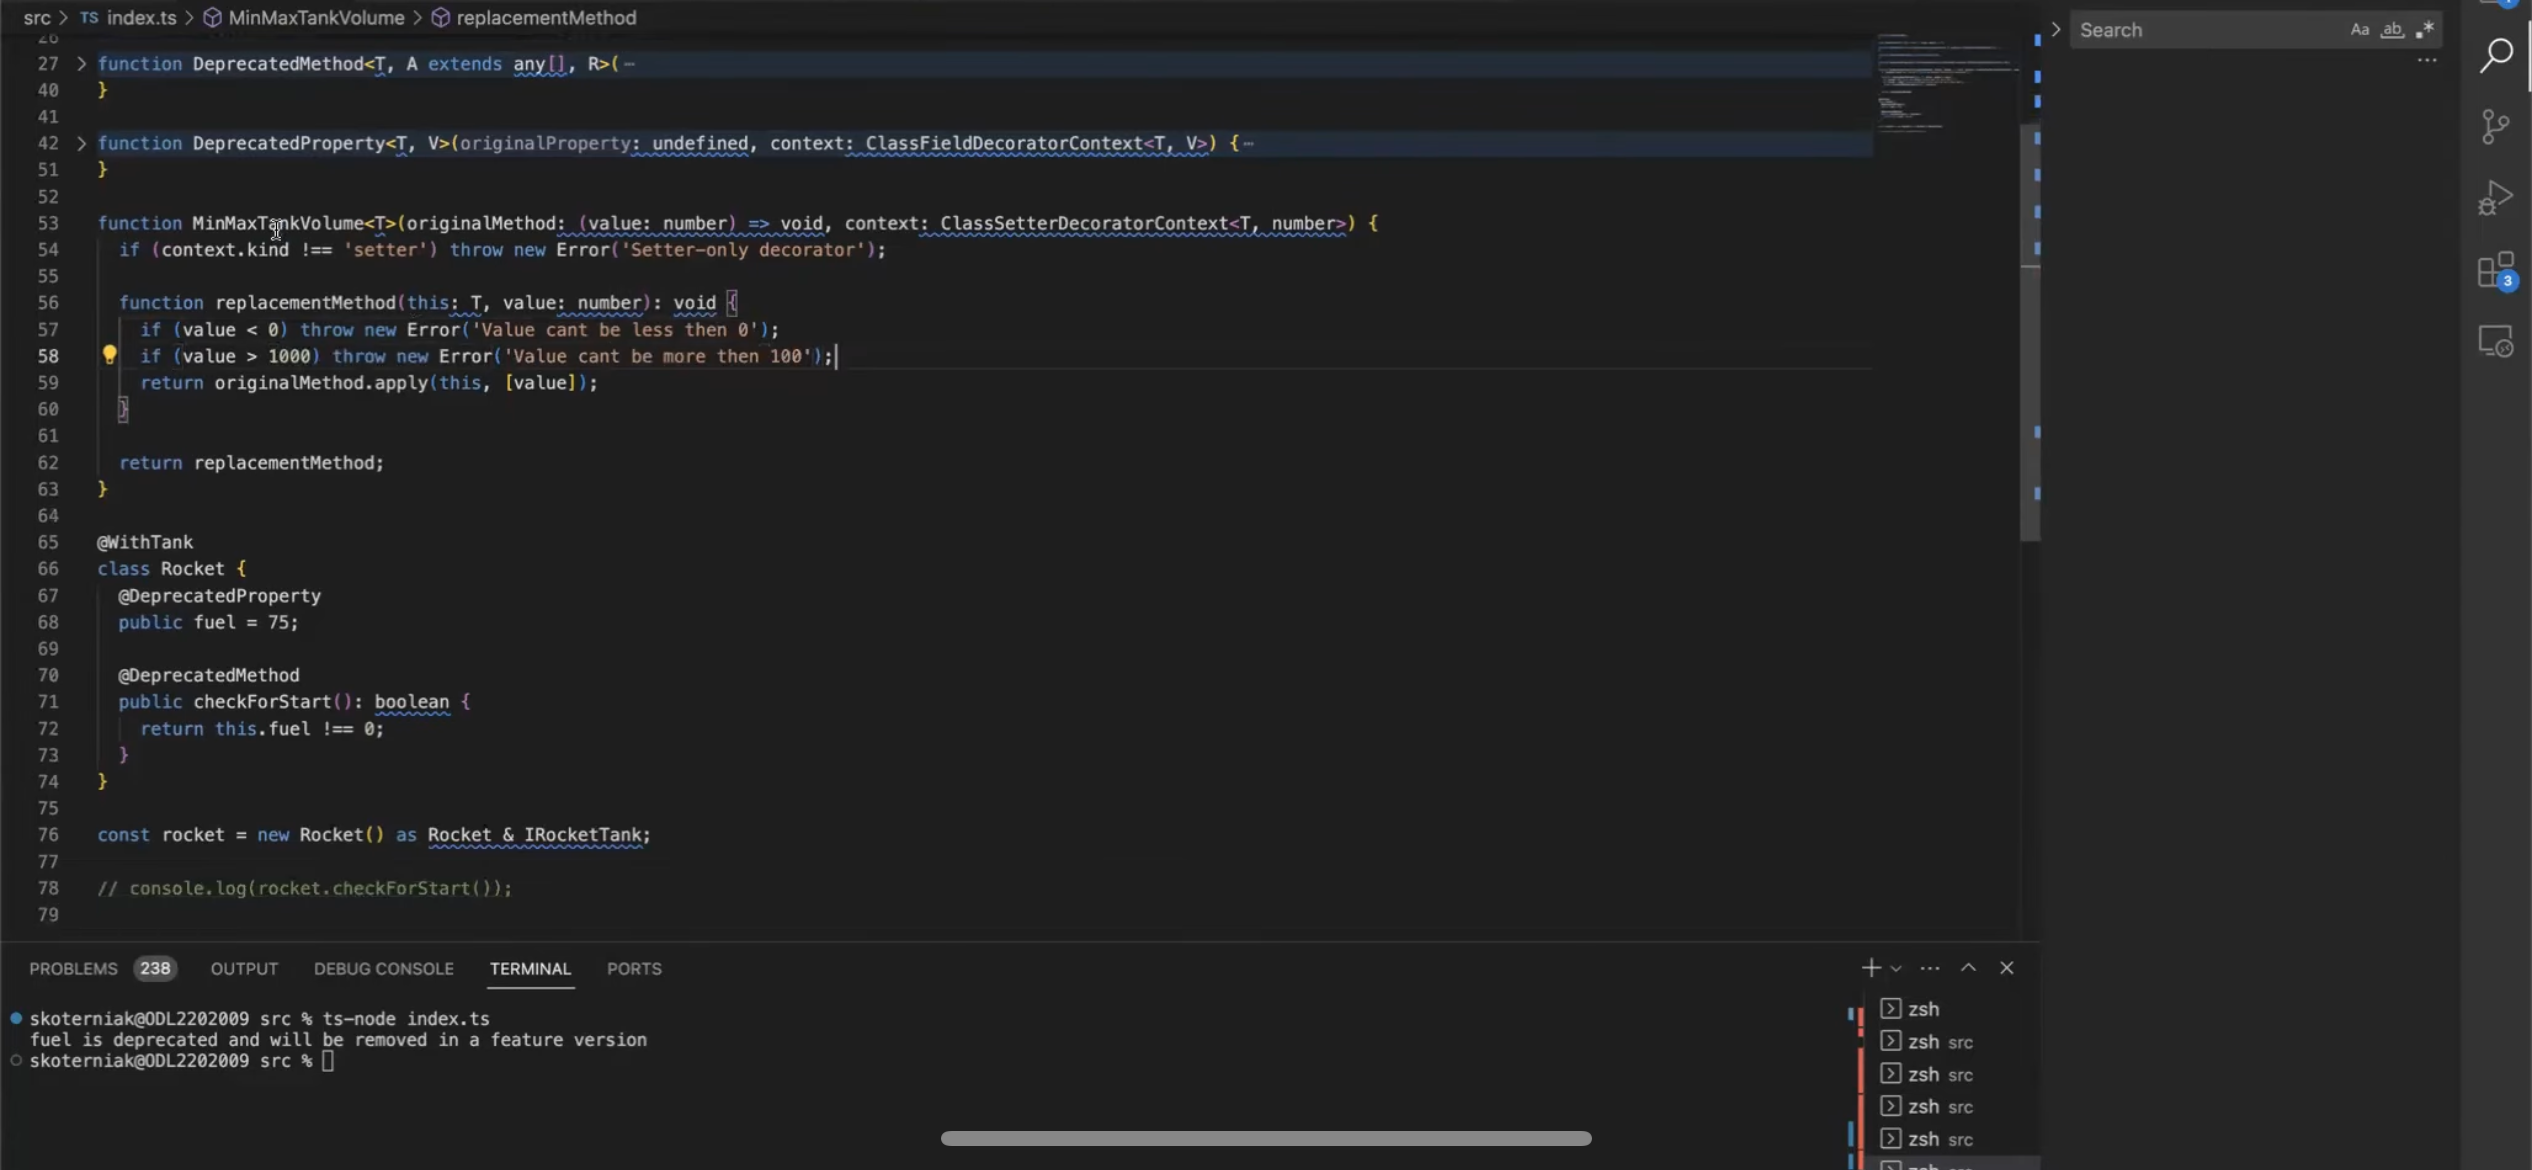 src > TS index.ts > MinMaxTankVolume > replacementMethod
26
27 function DeprecatedMethod<T, A extends any[], R>(
40 }
41
42 function DeprecatedProperty<T, V>(originalProperty: undefined, context: ClassFieldDecoratorContext<T, V>) {
51 }
52
53 function MinMaxTankVolume<T>(originalMethod: (value: number) => void, context: ClassSetterDecoratorContext<T, number>) {
54 if (context.kind !== 'setter') throw new Error('Setter-only decorator');
55
56 function replacementMethod(this: T, value: number): void {
57 if (value < 0) throw new Error('Value cant be less then 0');
58 if (value > 1000) throw new Error('Value cant be more then 100');
59 return originalMethod.apply(this, [value]);
60 }
61
62 return replacementMethod;
63 }
64
65 @WithTank
66 class Rocket {
67 @DeprecatedProperty
68 public fuel = 75;
69
70 @DeprecatedMethod
71 public checkForStart(): boolean {
72 return this.fuel !== 0;
73 }
74 }
75
76 const rocket = new Rocket() as Rocket & IRocketTank;
77
78 // console.log(rocket.checkForStart());
79
Search Aa ab .*
3
PROBLEMS 238 OUTPUT DEBUG CONSOLE TERMINAL PORTS
skoterniak@ODL2202009 src % ts-node index.ts
fuel is deprecated and will be removed in a feature version
skoterniak@ODL2202009 src %
zsh
zsh src
zsh src
zsh src
zsh src